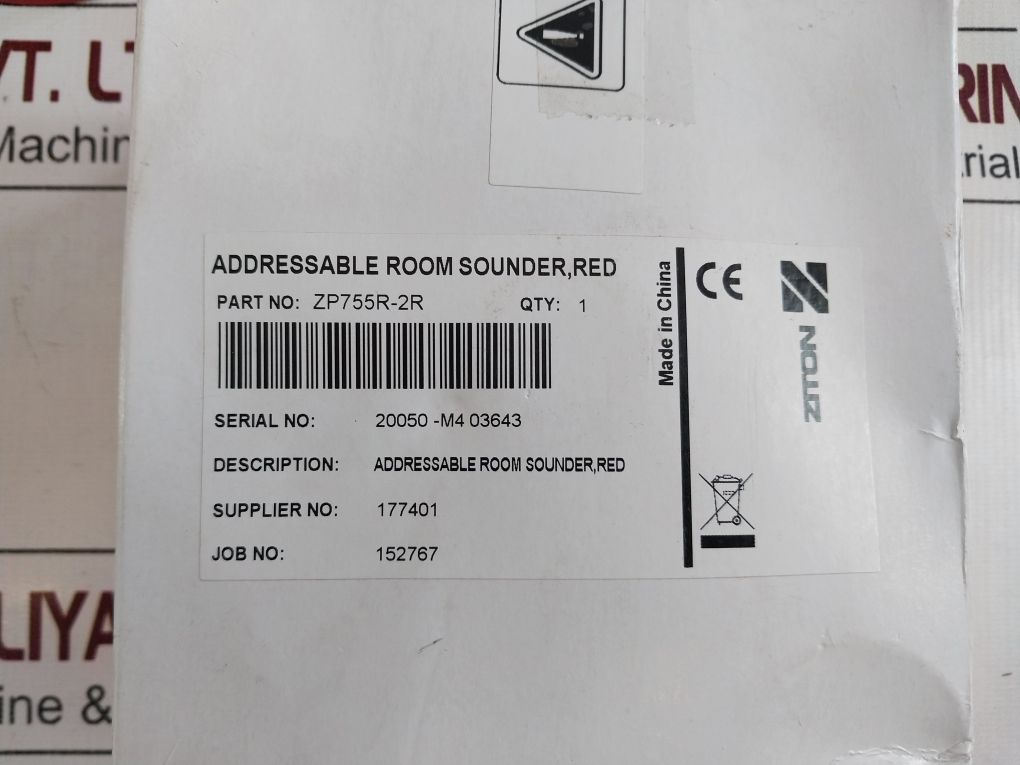 VT. LT
Machin
RIN
trial
ADDRESSABLE ROOM SOUNDER,RED
PART NO: ZP755R-2R QTY: 1
SERIAL NO: 20050 -M4 03643
DESCRIPTION: ADDRESSABLE ROOM SOUNDER,RED
SUPPLIER NO: 177401
JOB NO: 152767
Made in China
CE
ZITON
LIYA
ine &